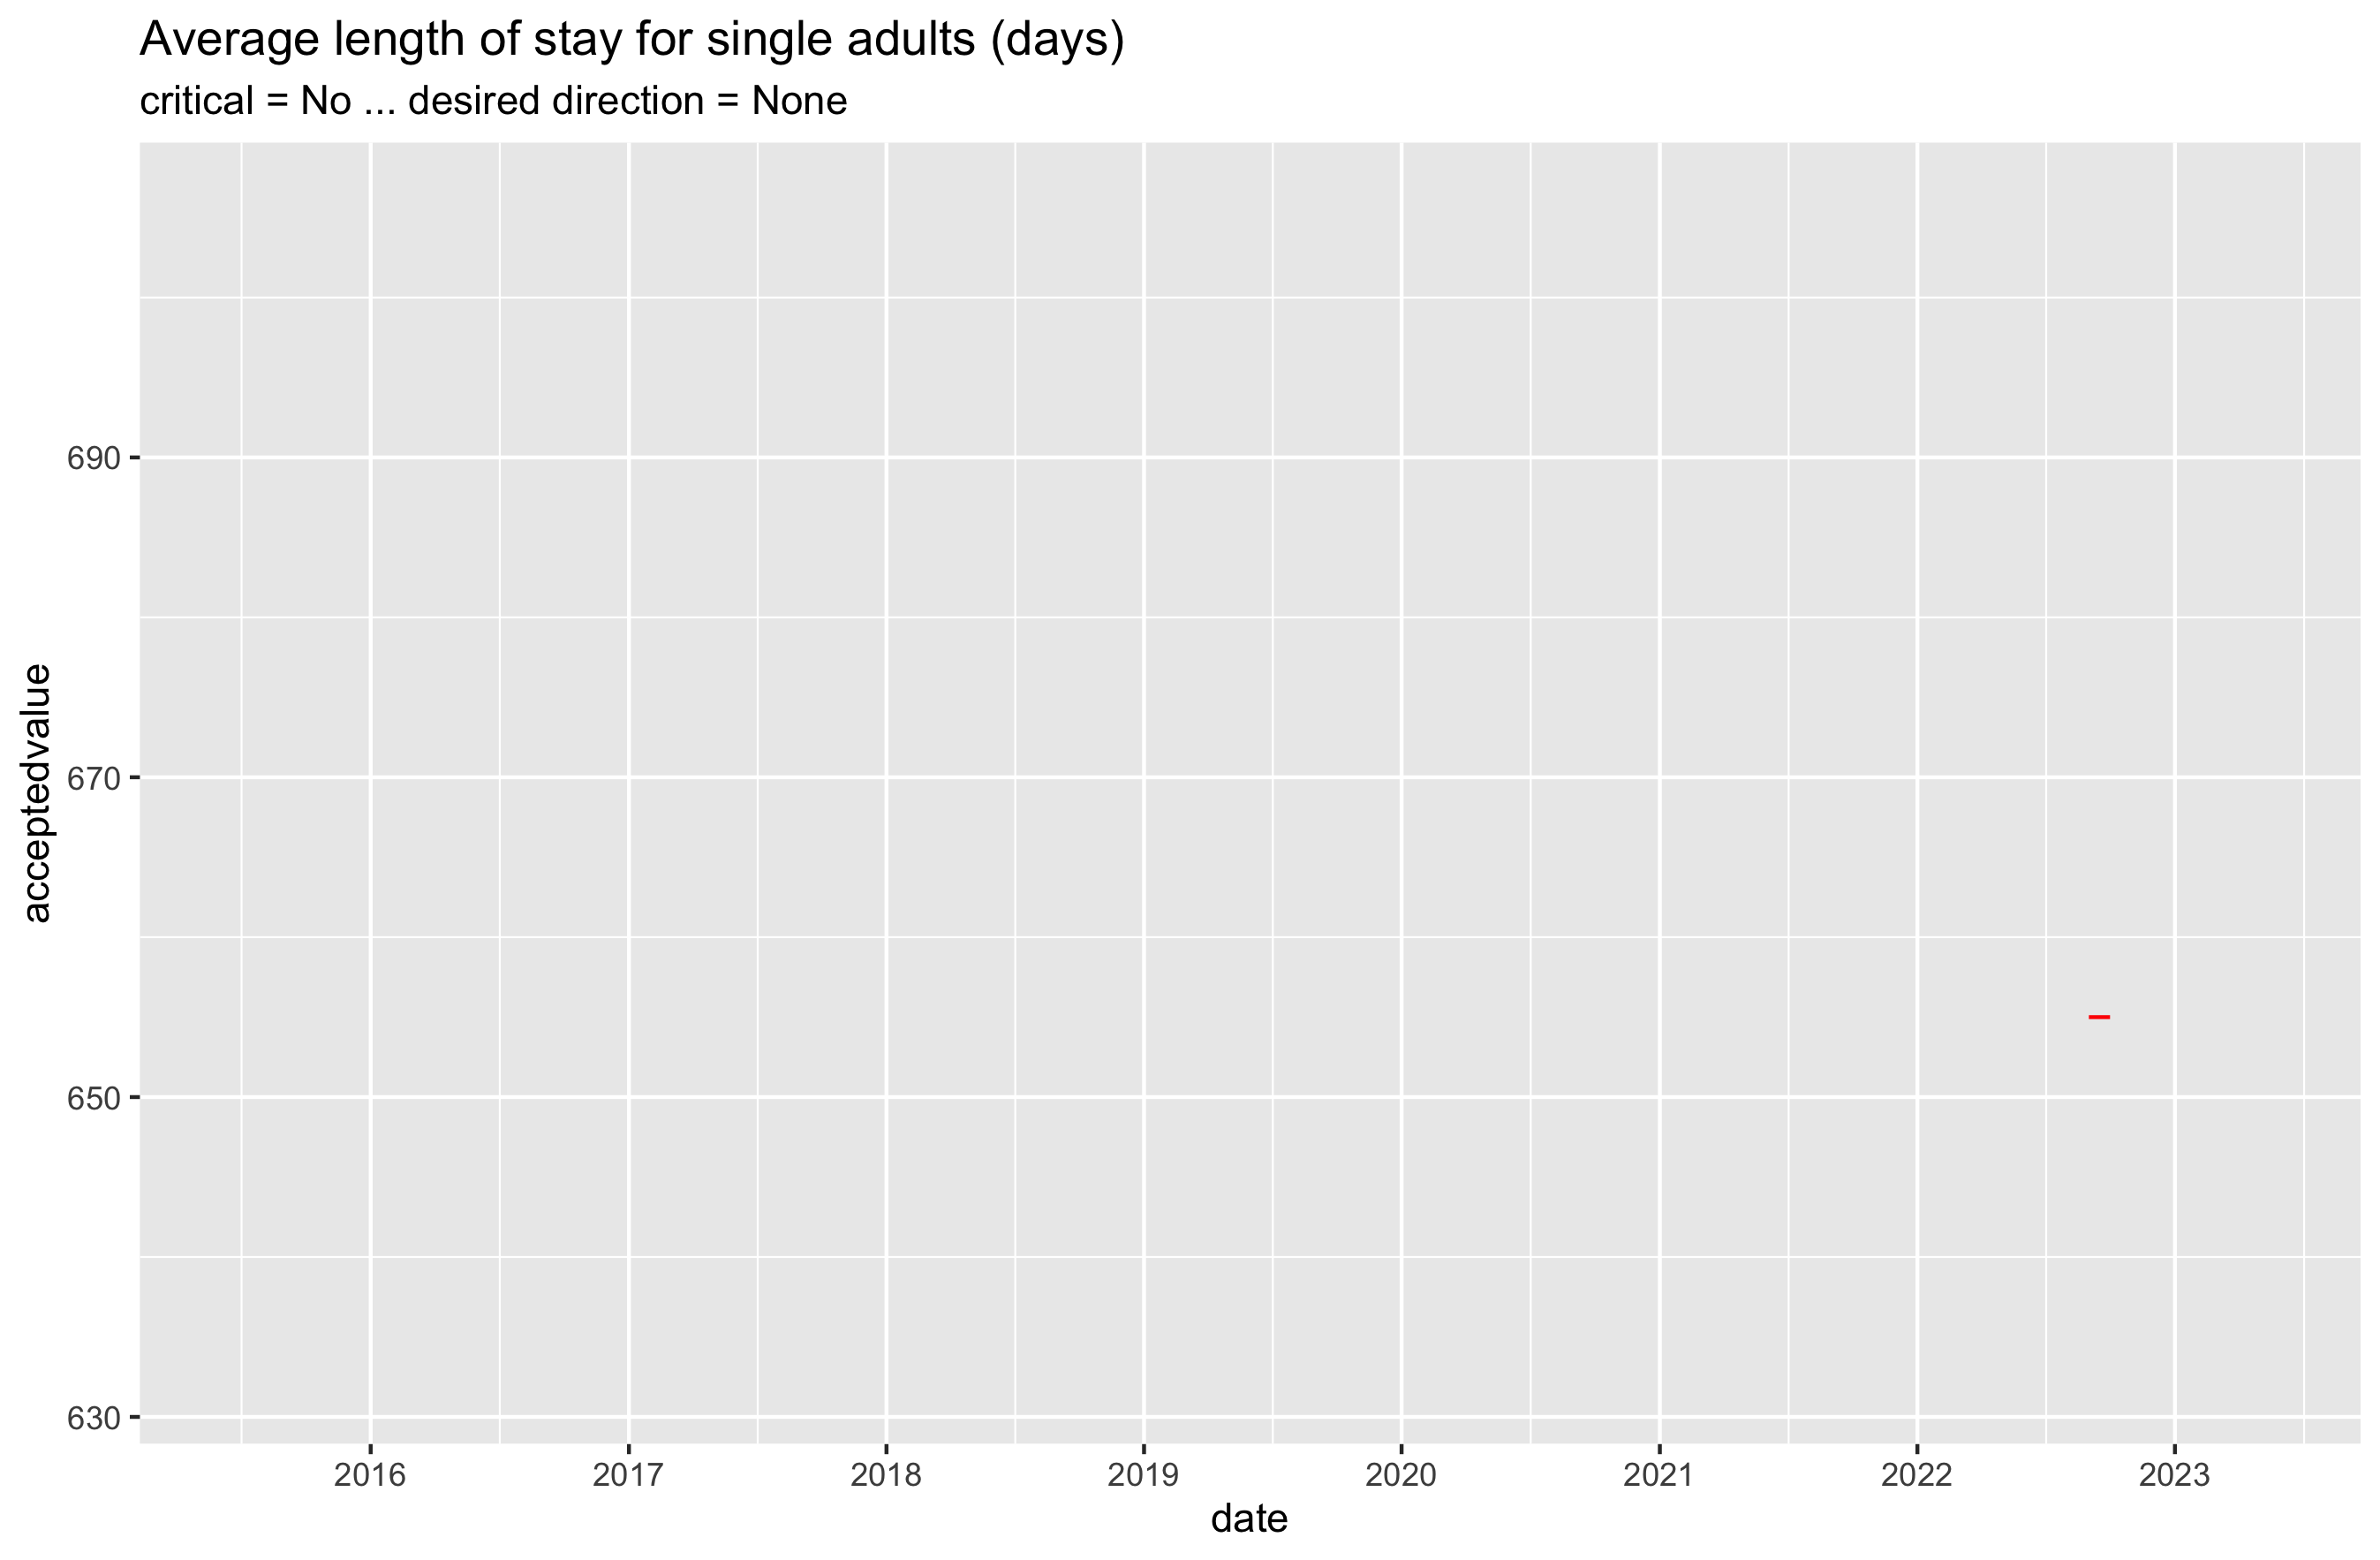 Average length of stay for single adults (days)
critical = No ... desired direction = None
acceptedvalue
690
670
650
630
2016 2017 2018 2019 2020 2021 2022 2023
date